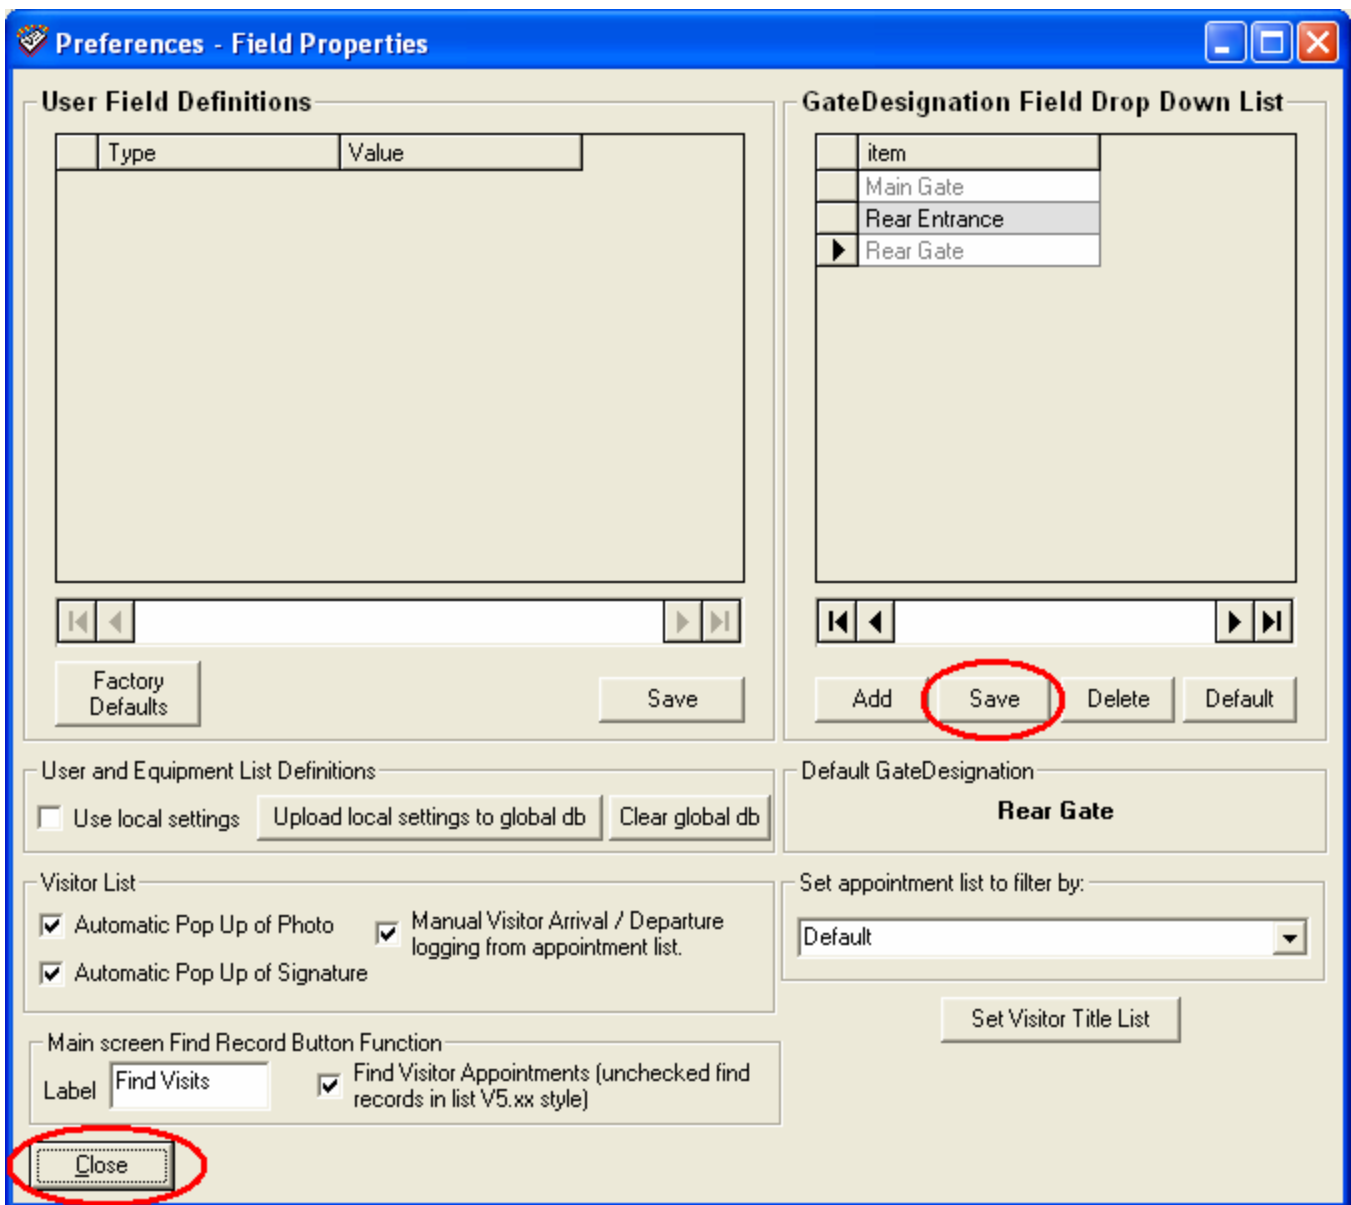 Preferences - Field Properties
User Field Definitions
Type Value
Factory
Defaults
Save
GateDesignation Field Drop Down List
item
Main Gate
Rear Entrance
Rear Gate
Add Save Delete Default
User and Equipment List Definitions
Use local settings Upload local settings to global db Clear global db
Default GateDesignation
Rear Gate
Visitor List
Automatic Pop Up of Photo
Automatic Pop Up of Signature
Manual Visitor Arrival / Departure
logging from appointment list.
Set appointment list to filter by:
Default
Set Visitor Title List
Main screen Find Record Button Function
Label Find Visits
Find Visitor Appointments (unchecked find
records in list V5.xx style)
Close